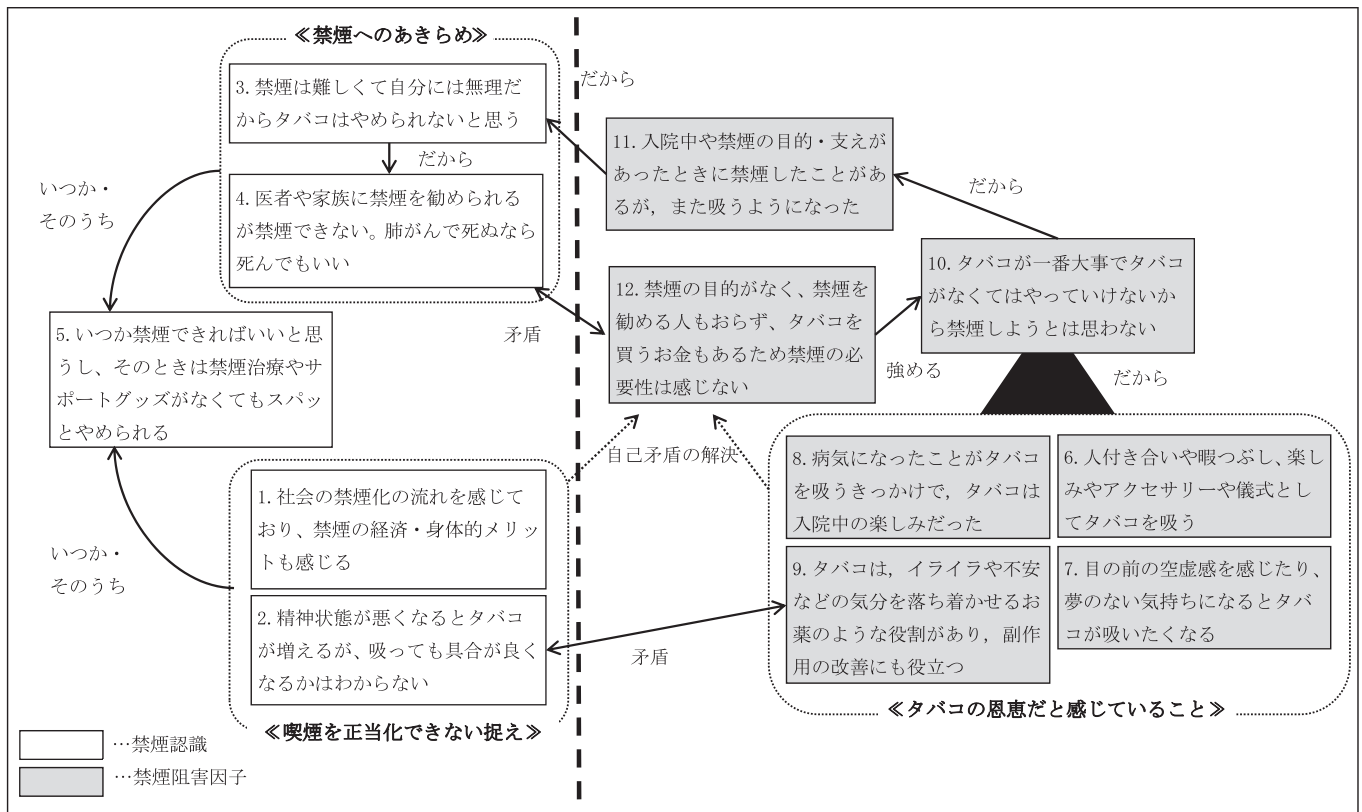 ≪禁煙へのあきらめ≫
3. 禁煙は難しくて自分には無理だ
からタバコはやめられないと思う
だから
4. 医者や家族に禁煙を勧められる
が禁煙できない。肺がんで死ぬなら
死んでもいい
いつか・
そのうち
5. いつか禁煙できればいいと思
うし、そのときは禁煙治療やサ
ポートグッズがなくてもスパッ
とやめられる
いつか・
そのうち
1. 社会の禁煙化の流れを感じて
おり、禁煙の経済・身体的メリッ
トも感じる
2. 精神状態が悪くなるとタバコ
が増えるが、吸っても具合が良く
なるかはわからない
≪喫煙を正当化できない捉え≫
…禁煙認識
…禁煙阻害因子
だから
11. 入院中や禁煙の目的・支えが
あったときに禁煙したことがあ
るが，また吸うようになった
だから
10. タバコが一番大事でタバコ
がなくてはやっていけないか
ら禁煙しようとは思わない
12. 禁煙の目的がなく、禁煙を
勧める人もおらず、タバコを
買うお金もあるため禁煙の必
要性は感じない
矛盾
強める
だから
自己矛盾の解決
8. 病気になったことがタバコ
を吸うきっかけで，タバコは
入院中の楽しみだった
6. 人付き合いや暇つぶし、楽し
みやアクセサリーや儀式とし
てタバコを吸う
9. タバコは，イライラや不安
などの気分を落ち着かせるお
薬のような役割があり，副作
用の改善にも役立つ
7. 目の前の空虚感を感じたり、
夢のない気持ちになるとタバ
コが吸いたくなる
矛盾
≪タバコの恩恵だと感じていること≫